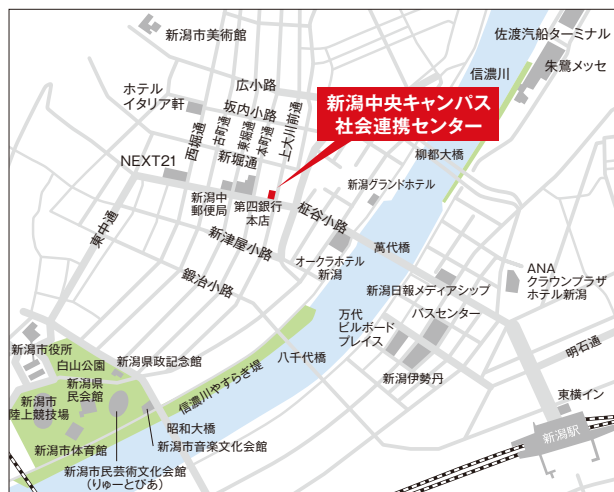 佐渡汽船ターミナル
新潟市美術館
信濃川
朱鷺メッセ
広小路
ホテル
イタリア軒
坂内小路
新潟中央キャンパス
社会連携センター
西堀通
古町通
東堀通
本町通
上大川前通
新堀通
柳都大橋
NEXT21
新潟グランドホテル
新潟中
郵便局
第四銀行
本店
柾谷小路
東中通
新津屋小路
オークラホテル
新潟
萬代橋
鍛冶小路
新潟日報メディアシップ
ANA
クラウンプラザ
ホテル新潟
万代
ビルボード
プレイス
バスセンター
新潟市役所
白山公園
新潟県政記念館
八千代橋
新潟伊勢丹
明石通
新潟県
民会館
信濃川やすらぎ堤
新潟市
陸上競技場
昭和大橋
東横イン
新潟市体育館
新潟市音楽文化会館
新潟駅
新潟市民芸術文化会館
(りゅーとぴあ)